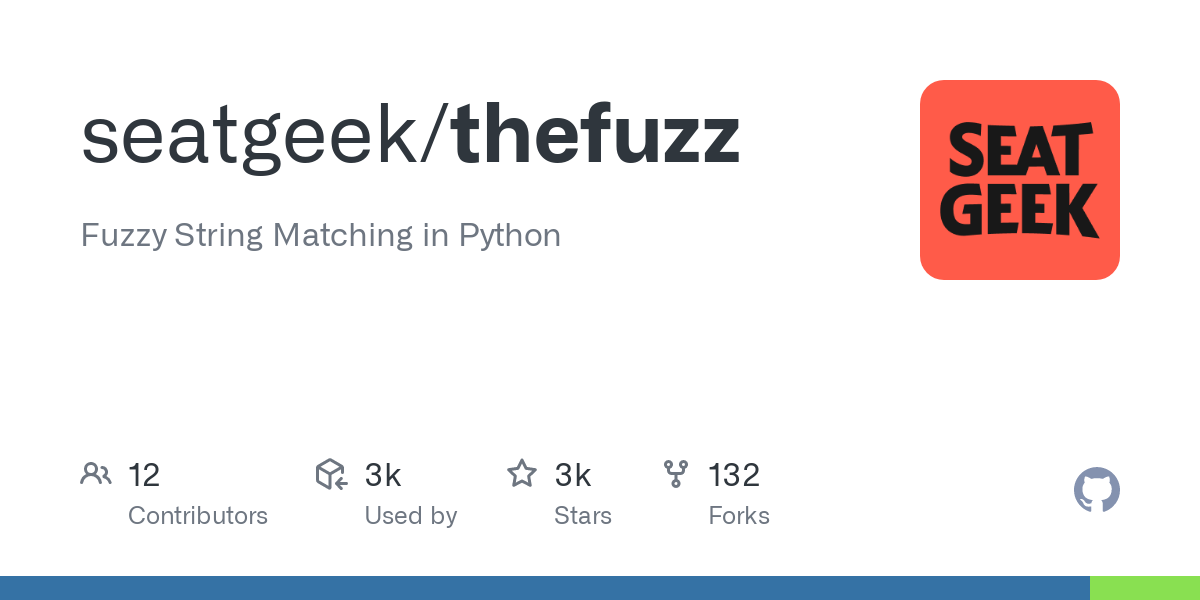 seatgeek/thefuzz
SEAT
GEEK
Fuzzy String Matching in Python
12
Contributors
3k
Used by
3k
Stars
132
Forks